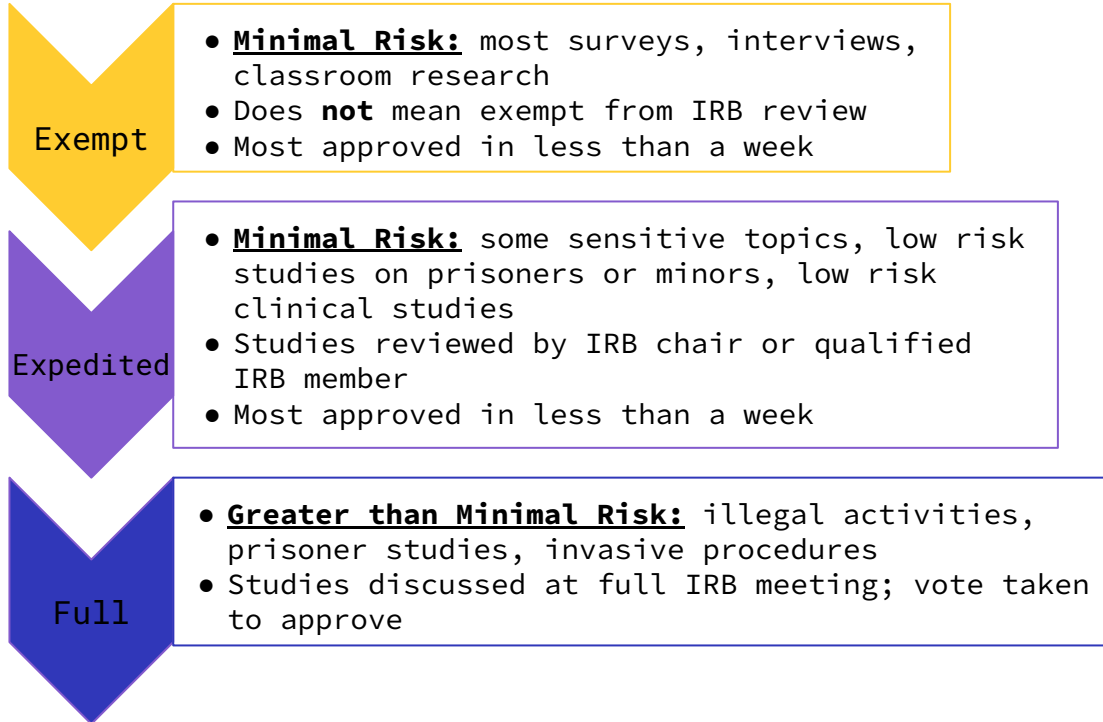 Exempt
● Minimal Risk: most surveys, interviews,
classroom research
● Does not mean exempt from IRB review
● Most approved in less than a week
Expedited
● Minimal Risk: some sensitive topics, low risk
studies on prisoners or minors, low risk
clinical studies
● Studies reviewed by IRB chair or qualified
IRB member
● Most approved in less than a week
Full
● Greater than Minimal Risk: illegal activities,
prisoner studies, invasive procedures
● Studies discussed at full IRB meeting; vote taken
to approve